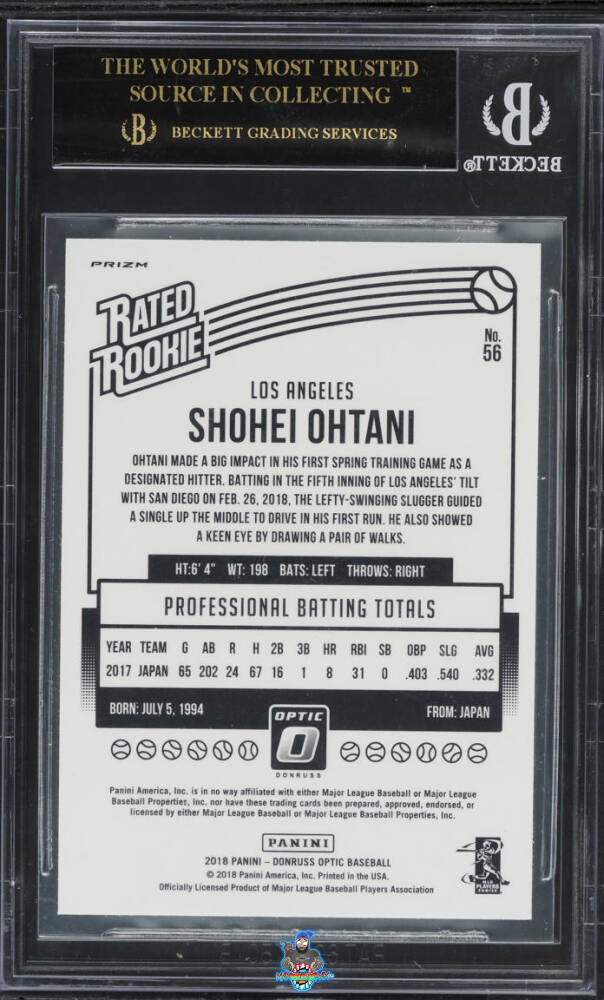 THE WORLD'S MOST TRUSTED
SOURCE IN COLLECTING ™
B BECKETT GRADING SERVICES
B
BECKETT®
PRIZM
RATED
ROOKIE
No.
56
LOS ANGELES
SHOHEI OHTANI
OHTANI MADE A BIG IMPACT IN HIS FIRST SPRING TRAINING GAME AS A
DESIGNATED HITTER. BATTING IN THE FIFTH INNING OF LOS ANGELES' TILT
WITH SAN DIEGO ON FEB. 26, 2018, THE LEFTY-SWINGING SLUGGER GUIDED
A SINGLE UP THE MIDDLE TO DRIVE IN HIS FIRST RUN. HE ALSO SHOWED
A KEEN EYE BY DRAWING A PAIR OF WALKS.
HT:6' 4" WT: 198 BATS: LEFT THROWS: RIGHT
PROFESSIONAL BATTING TOTALS
YEAR TEAM G AB R H 2B 3B HR RBI SB OBP SLG AVG
2017 JAPAN 65 202 24 67 16 1 8 31 0 .403 .540 .332
BORN: JULY 5, 1994
FROM: JAPAN
OPTIC
O
DONRUSS
Panini America, Inc. is in no way affiliated with either Major League Baseball or Major League
Baseball Properties, Inc. nor have these trading cards been prepared, approved, endorsed, or
licensed by either Major League Baseball or Major League Baseball Properties, Inc.
PANINI
2018 PANINI – DONRUSS OPTIC BASEBALL
© 2018 Panini America, Inc. Printed in the USA.
Officially Licensed Product of Major League Baseball Players Association
MLB
PLAYERS